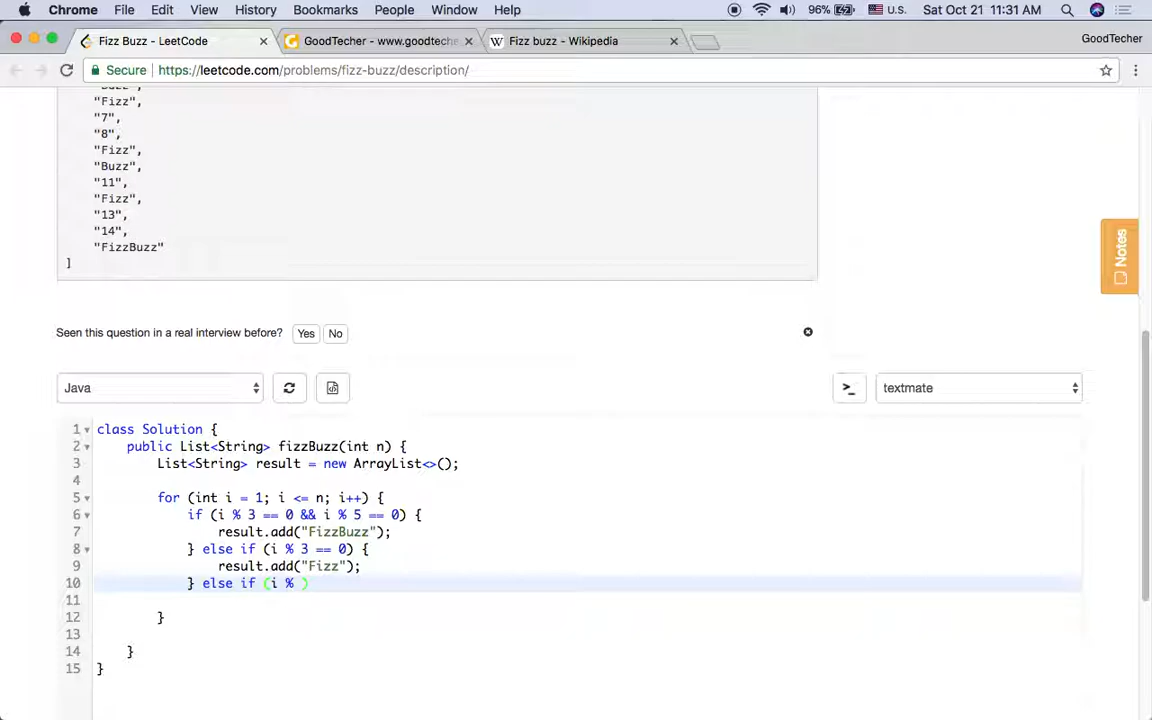 Chrome File Edit View History Bookmarks People Window Help 96% U.S. Sat Oct 21 11:31 AM
Fizz Buzz - LeetCode GoodTecher - www.goodteche Fizz buzz - Wikipedia GoodTecher
Secure https://leetcode.com/problems/fizz-buzz/description/
"Buzz",
"Fizz",
"7",
"8",
"Fizz",
"Buzz",
"11",
"Fizz",
"13",
"14",
"FizzBuzz"
]
Notes
Seen this question in a real interview before? Yes No
Java >_ textmate
1 class Solution {
2 public List<String> fizzBuzz(int n) {
3 List<String> result = new ArrayList<>();
4
5 for (int i = 1; i <= n; i++) {
6 if (i % 3 == 0 && i % 5 == 0) {
7 result.add("FizzBuzz");
8 } else if (i % 3 == 0) {
9 result.add("Fizz");
10 } else if (i % )
11
12 }
13
14 }
15 }